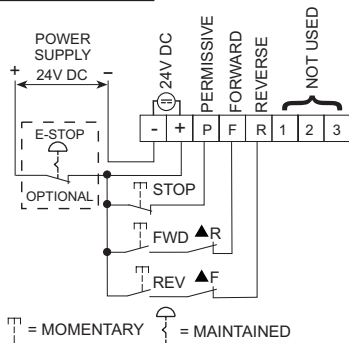 POWER
SUPPLY
24V DC
+
–
24V DC
PERMISSIVE
FORWARD
REVERSE
NOT USED
- + P F R 1 2 3
E-STOP
OPTIONAL
STOP
FWD ▲R
REV ▲F
= MOMENTARY
= MAINTAINED